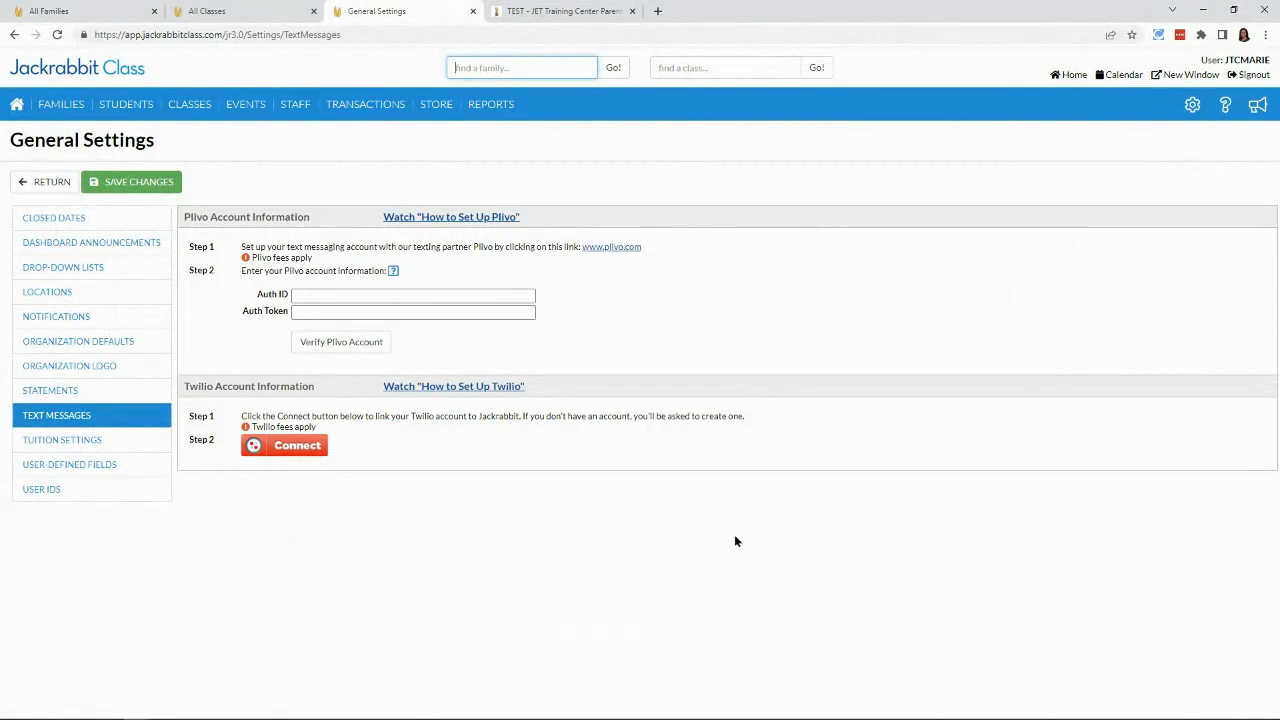 All Families
All Classes
General Settings
TEST - JET Training Center Parent
https://app.jackrabbitclass.com/jr3.0/Settings/TextMessages
Jackrabbit Class
find a family...
Go!
find a class...
Go!
User: JTCMARIE
Home
Calendar
New Window
Signout
FAMILIES
STUDENTS
CLASSES
EVENTS
STAFF
TRANSACTIONS
STORE
REPORTS
General Settings
RETURN
SAVE CHANGES
CLOSED DATES
DASHBOARD ANNOUNCEMENTS
DROP-DOWN LISTS
LOCATIONS
NOTIFICATIONS
ORGANIZATION DEFAULTS
ORGANIZATION LOGO
STATEMENTS
TEXT MESSAGES
TUITION SETTINGS
USER-DEFINED FIELDS
USER IDS
Plivo Account Information
Watch "How to Set Up Plivo"
Step 1 Set up your text messaging account with our texting partner Plivo by clicking on this link: www.plivo.com
Plivo fees apply
Step 2 Enter your Plivo account information: ?
Auth ID
Auth Token
Verify Plivo Account
Twilio Account Information
Watch "How to Set Up Twilio"
Step 1 Click the Connect button below to link your Twilio account to Jackrabbit. If you don't have an account, you'll be asked to create one.
Twilio fees apply
Step 2 Connect